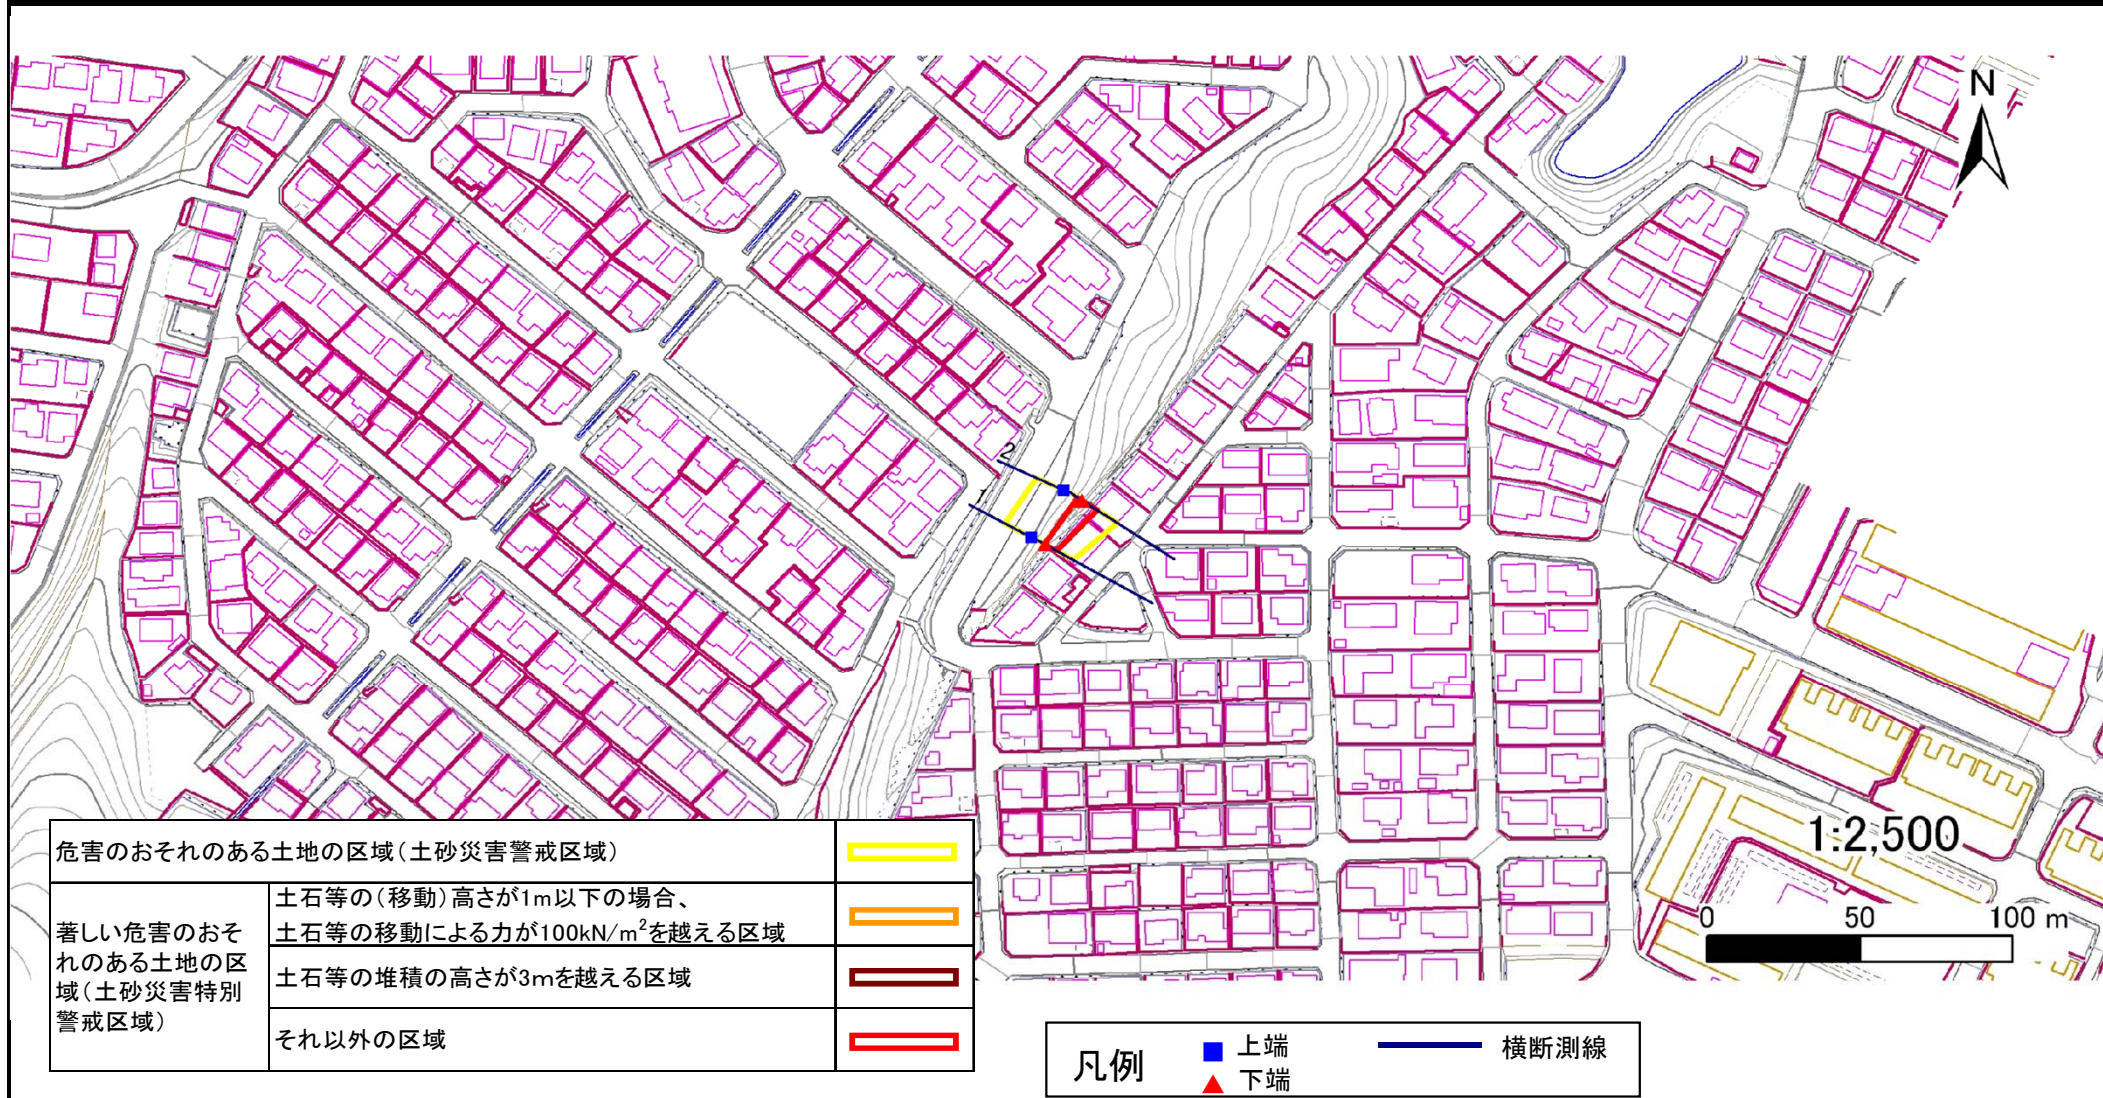 N
2
1
1:2,500
0 50 100 m
危害のおそれのある土地の区域(土砂災害警戒区域)
著しい危害のおそ
れのある土地の区
域(土砂災害特別
警戒区域)
土石等の(移動)高さが1m以下の場合、
土石等の移動による力が100kN/m²を越える区域
土石等の堆積の高さが3mを越える区域
それ以外の区域
凡例
上端
下端
横断測線